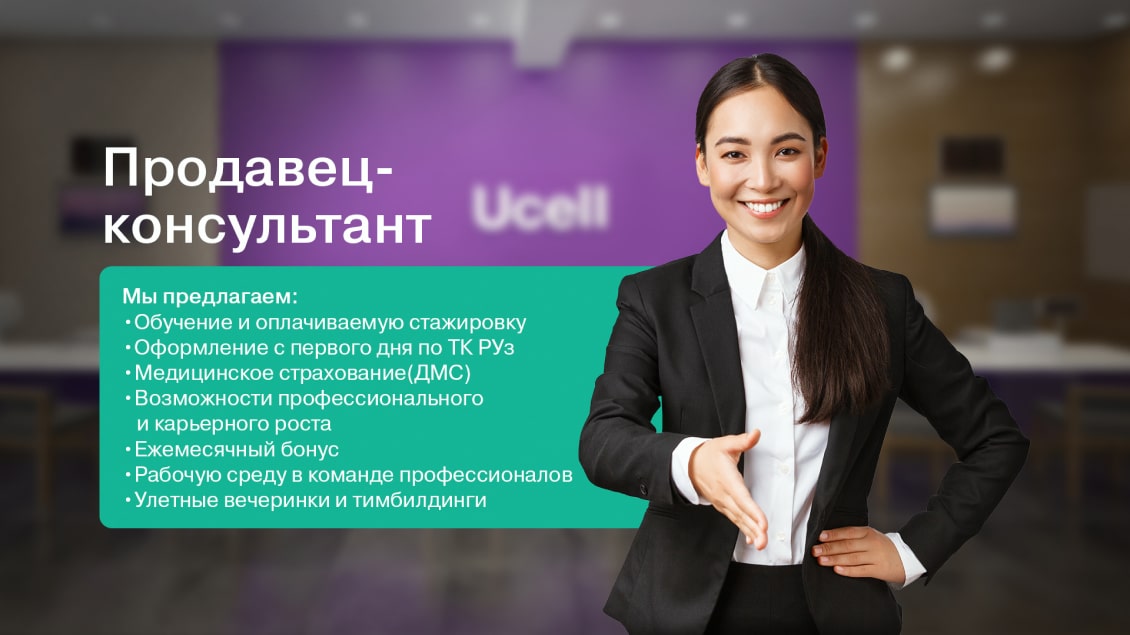 Продавец-
консультант
Ucell
Мы предлагаем:
•Обучение и оплачиваемую стажировку
•Оформление с первого дня по ТК РУз
•Медицинское страхование(ДМС)
•Возможности профессионального
и карьерного роста
•Ежемесячный бонус
•Рабочую среду в команде профессионалов
•Улетные вечеринки и тимбилдинги